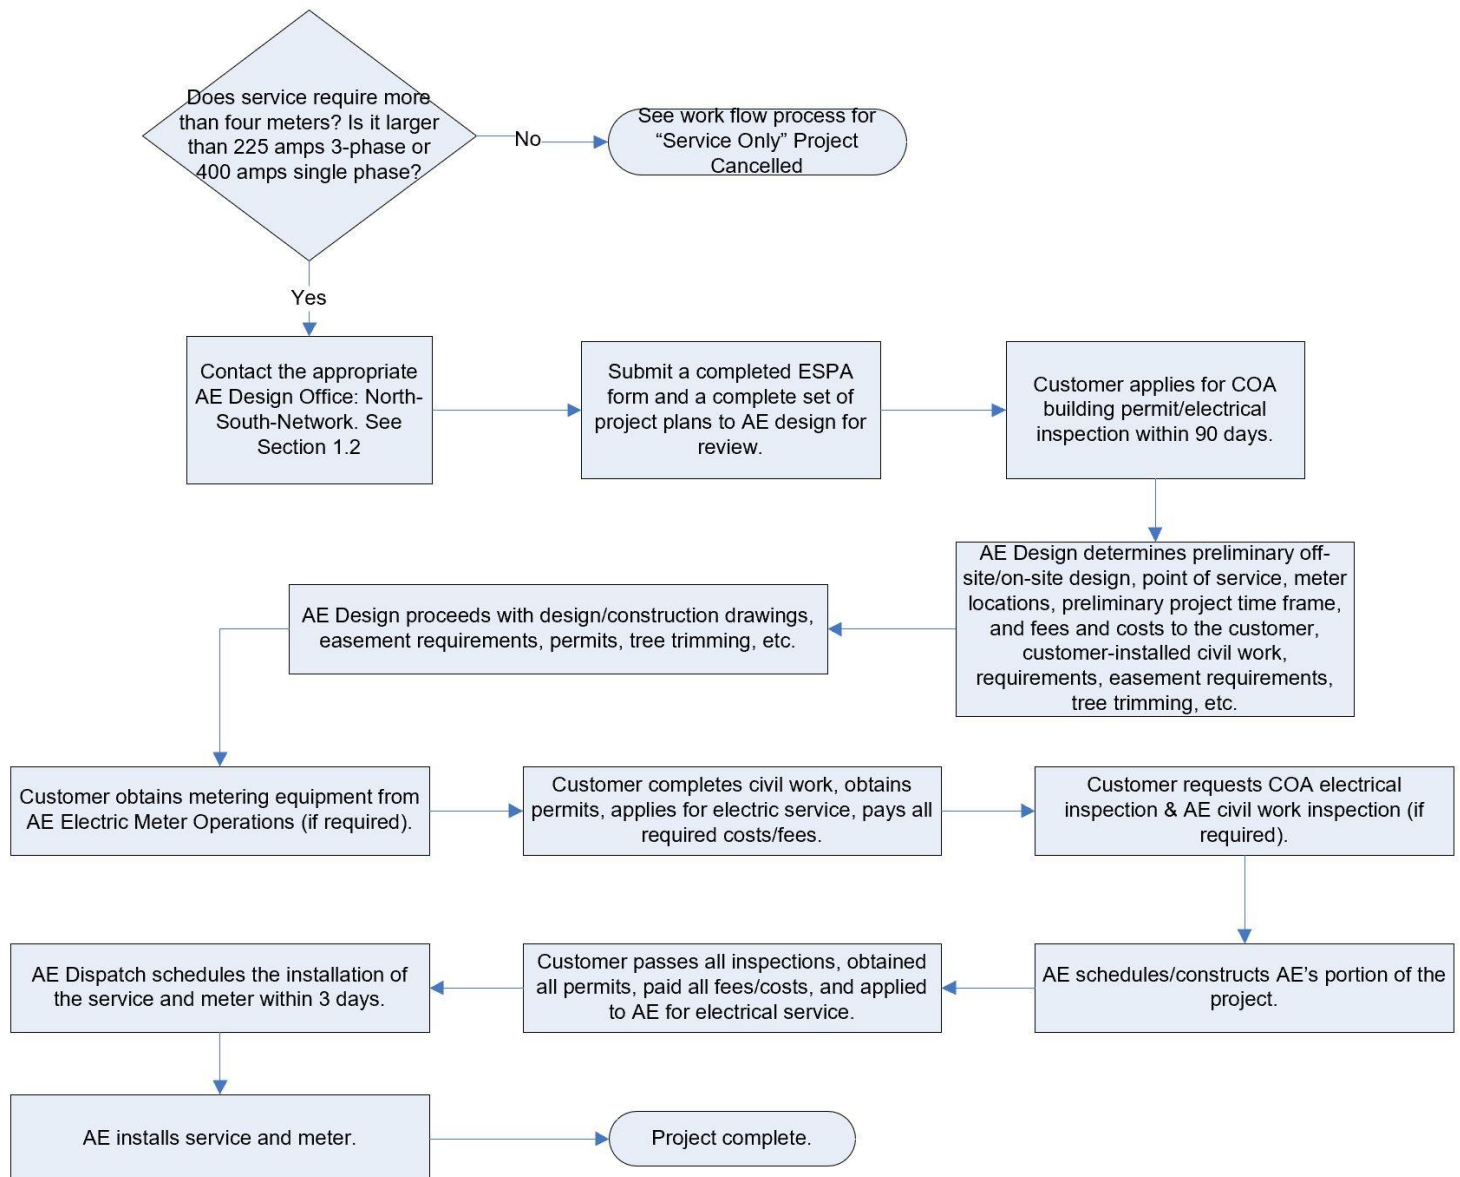 Does service require more
than four meters? Is it larger
than 225 amps 3-phase or
400 amps single phase?
No
See work flow process for
“Service Only” Project
Cancelled
Yes
Contact the appropriate
AE Design Office: North-
South-Network. See
Section 1.2
Submit a completed ESPA
form and a complete set of
project plans to AE design for
review.
Customer applies for COA
building permit/electrical
inspection within 90 days.
AE Design determines preliminary off-
site/on-site design, point of service, meter
locations, preliminary project time frame,
and fees and costs to the customer,
customer-installed civil work,
requirements, easement requirements,
tree trimming, etc.
AE Design proceeds with design/construction drawings,
easement requirements, permits, tree trimming, etc.
Customer obtains metering equipment from
AE Electric Meter Operations (if required).
Customer completes civil work, obtains
permits, applies for electric service, pays all
required costs/fees.
Customer requests COA electrical
inspection & AE civil work inspection (if
required).
AE schedules/constructs AE’s portion of the
project.
Customer passes all inspections, obtained
all permits, paid all fees/costs, and applied
to AE for electrical service.
AE Dispatch schedules the installation of
the service and meter within 3 days.
AE installs service and meter.
Project complete.